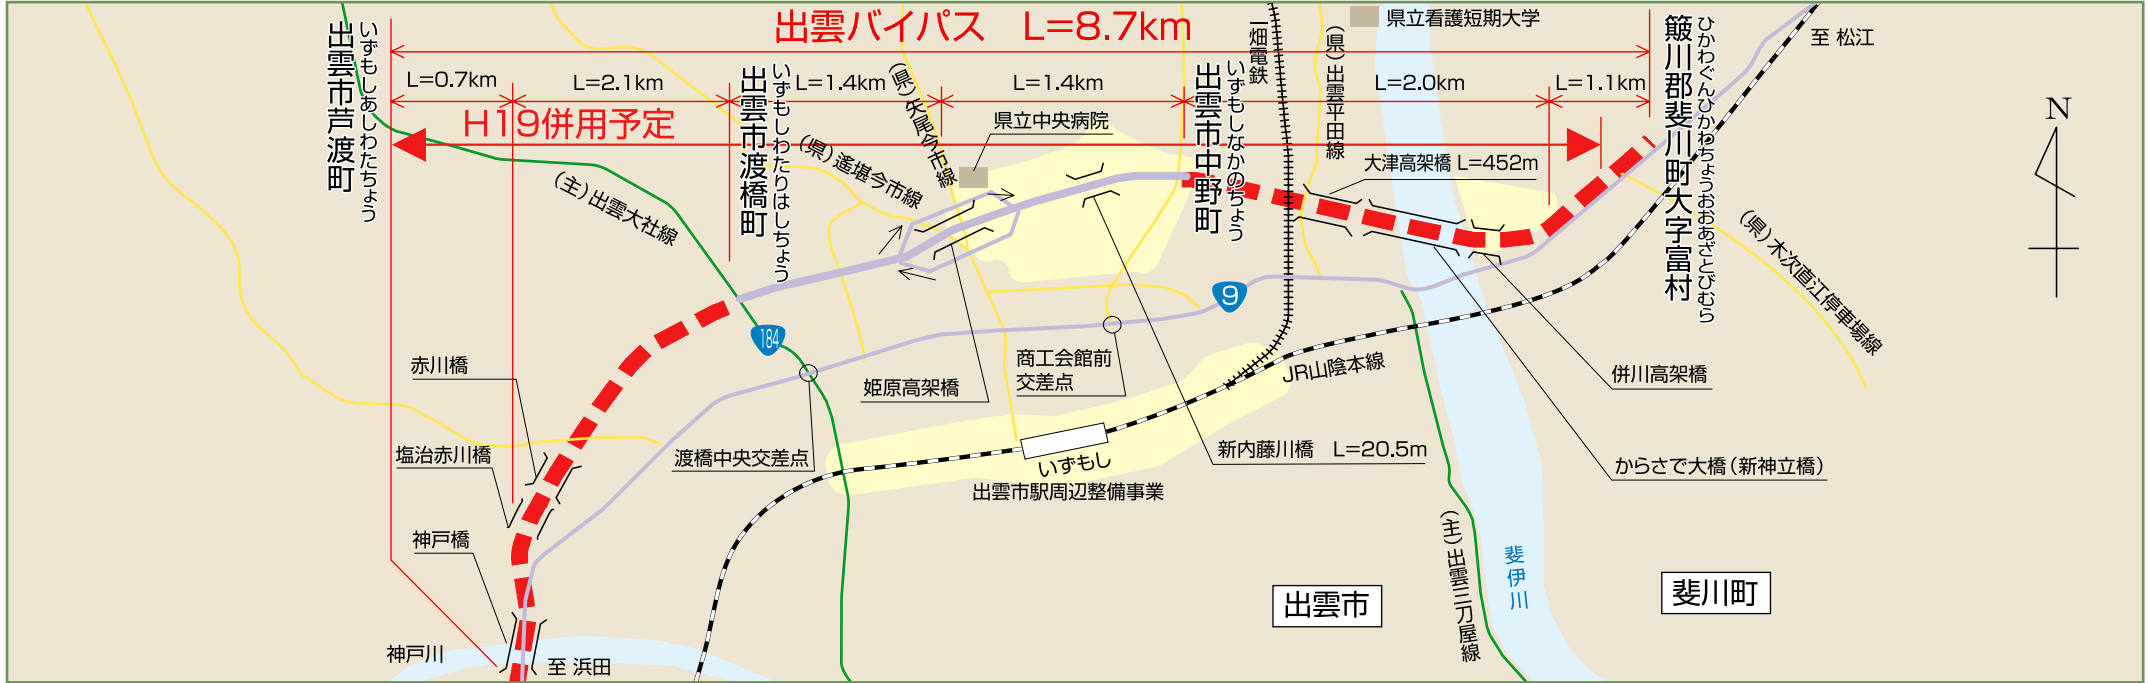 出雲バイパス　L=8.7km
県立看護短期大学
至 松江
L=0.7km
L=2.1km
L=1.4km
L=1.4km
L=2.0km
L=1.1km
H19併用予定
出雲市芦渡町
いずもしあしわたちょう
出雲市渡橋町
いずもしわたりはしちょう
出雲市中野町
いずもしなかのちょう
簸川郡斐川町大字富村
ひかわぐんひかわちょうおおあざとびむら
一畑電鉄
(県)出雲平田線
(県)矢尾今市線
(県)遙堪今市線
県立中央病院
大津高架橋 L=452m
(主)出雲大社線
(県)木次直江停車場線
N
9
184
赤川橋
塩冶赤川橋
神戸橋
神戸川
至 浜田
渡橋中央交差点
姫原高架橋
商工会館前
交差点
JR山陰本線
いずもし
出雲市駅周辺整備事業
新内藤川橋　L=20.5m
併川高架橋
からさで大橋(新神立橋)
(主)出雲三刀屋線
斐伊川
出雲市
斐川町